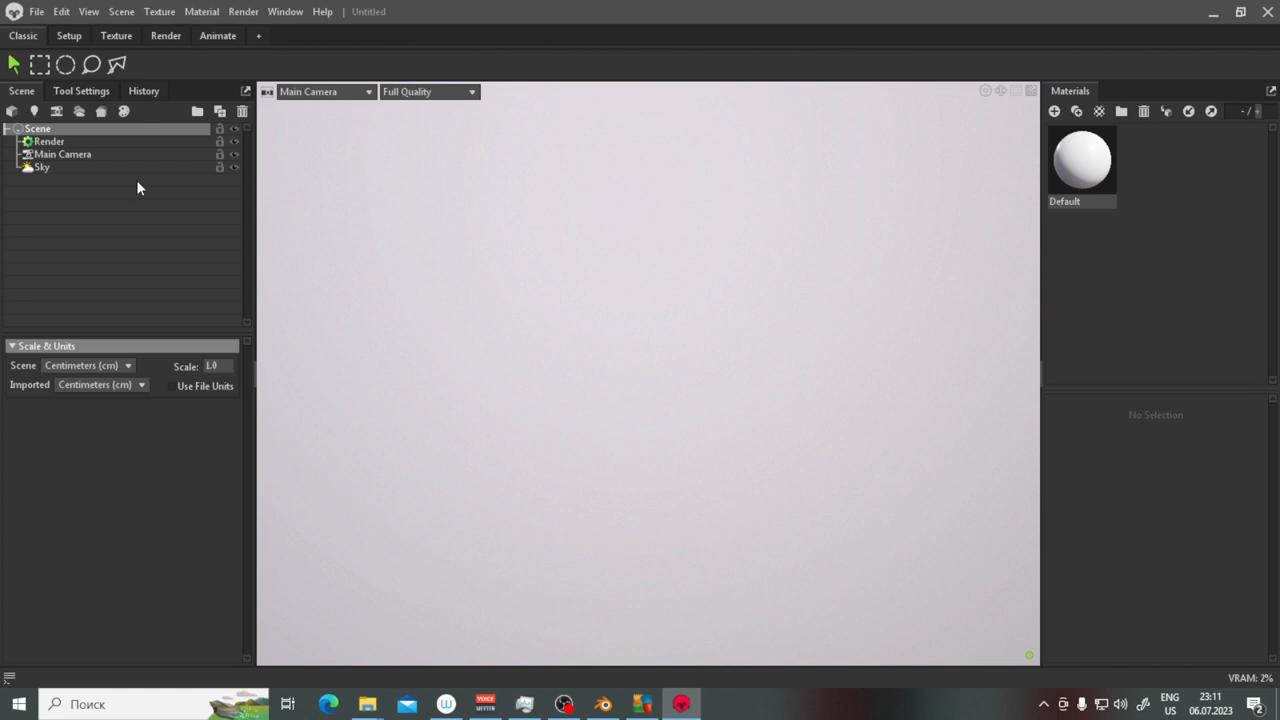 File Edit View Scene Texture Material Render Window Help Untitled
Classic Setup Texture Render Animate +
Scene Tool Settings History
Main Camera Full Quality
Materials
- /
Scene
Render
Main Camera
Sky
Default
Scale & Units
Scene Centimeters (cm) Scale: 1.0
Imported Centimeters (cm) Use File Units
No Selection
VRAM: 2%
Поиск
VOICE
ENG
US
23:11
06.07.2023
2